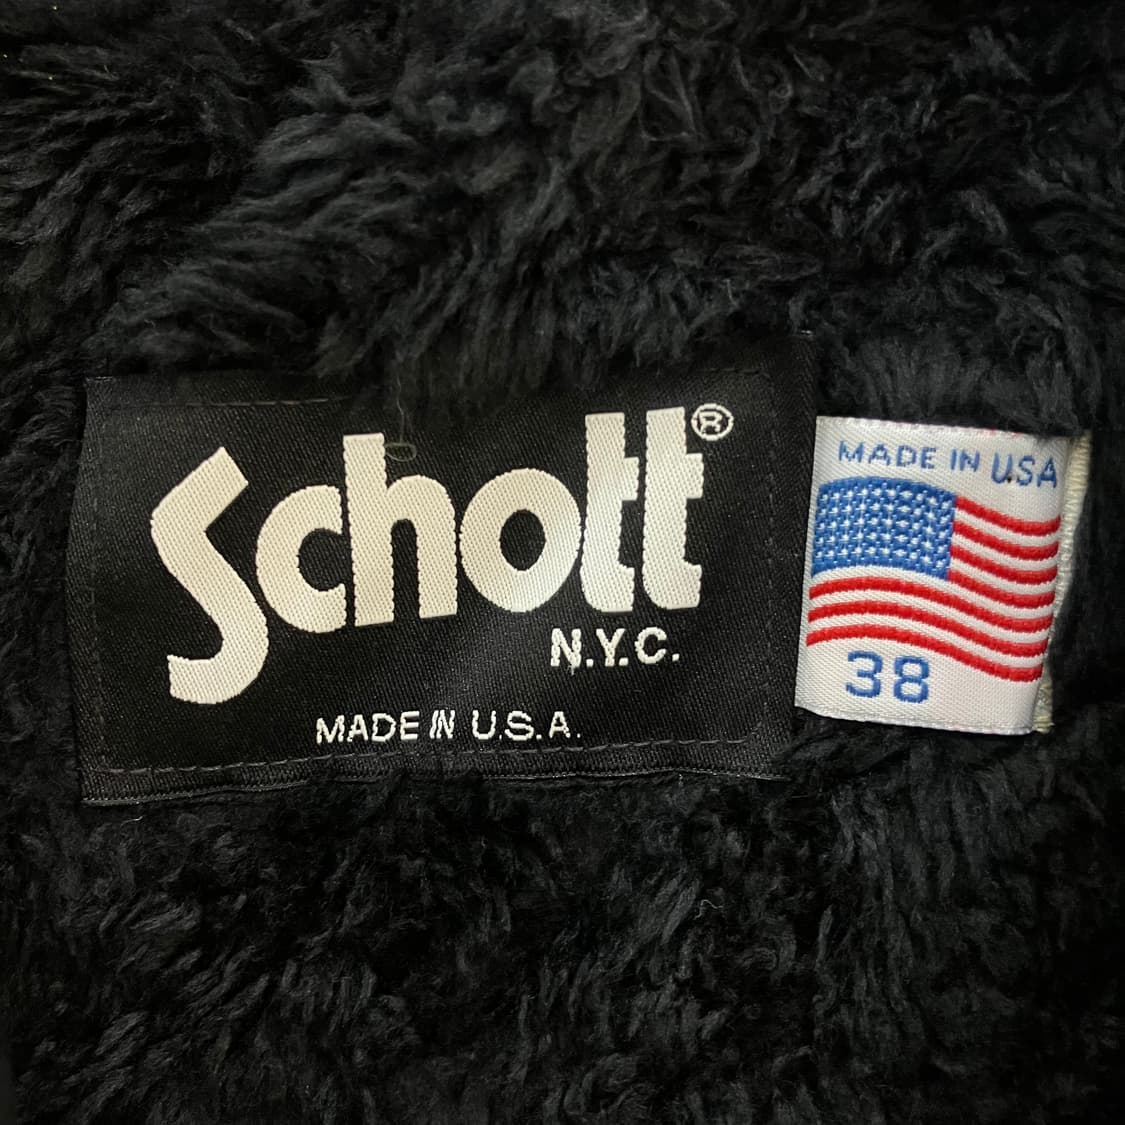 Schott®
N.Y.C.
MADE IN U.S.A.
MADE IN USA
38